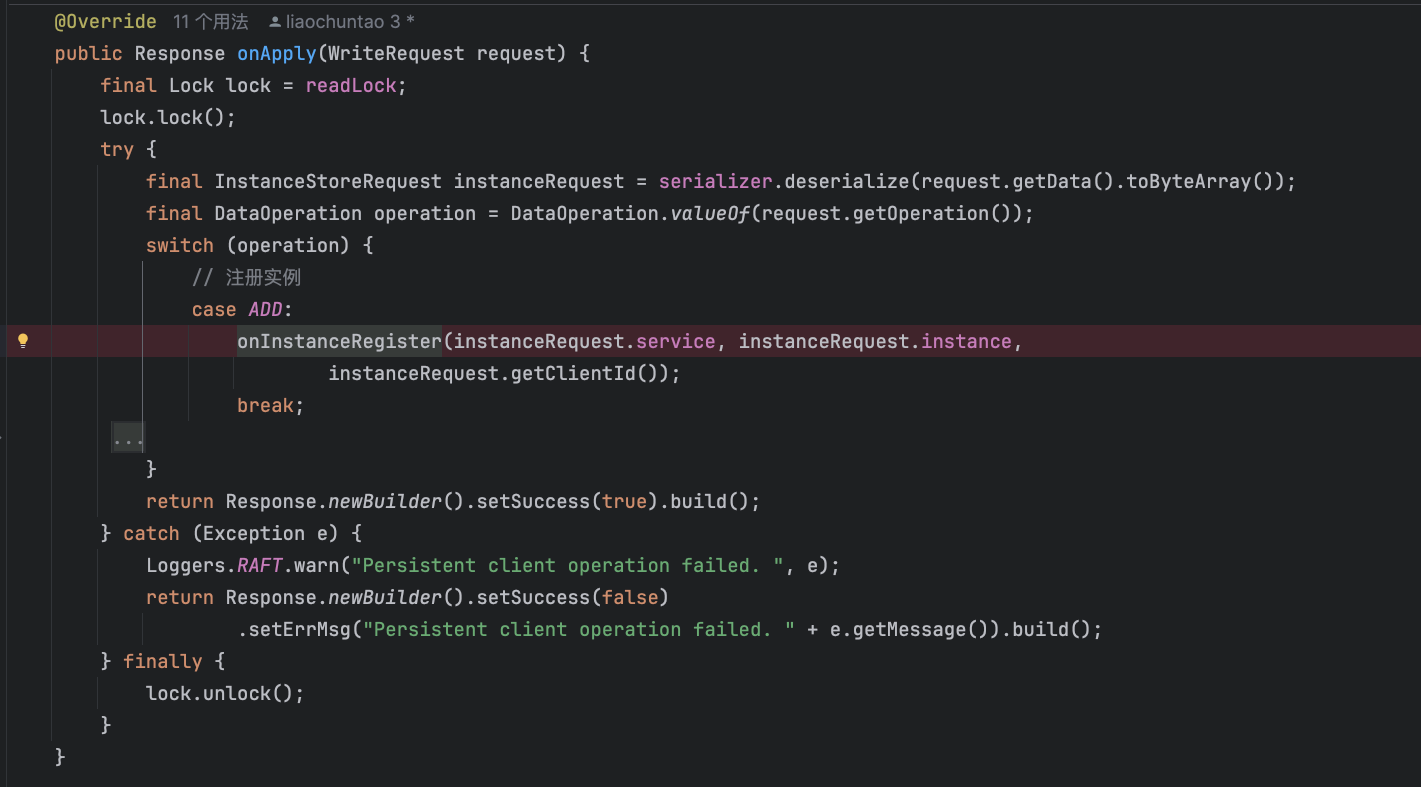 @Override 11 个用法 liaochuntao 3 *
public Response onApply(WriteRequest request) {
final Lock lock = readLock;
lock.lock();
try {
final InstanceStoreRequest instanceRequest = serializer.deserialize(request.getData().toByteArray());
final DataOperation operation = DataOperation.valueOf(request.getOperation());
switch (operation) {
// 注册实例
case ADD:
onInstanceRegister(instanceRequest.service, instanceRequest.instance,
instanceRequest.getClientId());
break;
...
}
return Response.newBuilder().setSuccess(true).build();
} catch (Exception e) {
Loggers.RAFT.warn("Persistent client operation failed. ", e);
return Response.newBuilder().setSuccess(false)
.setErrMsg("Persistent client operation failed. " + e.getMessage()).build();
} finally {
lock.unlock();
}
}